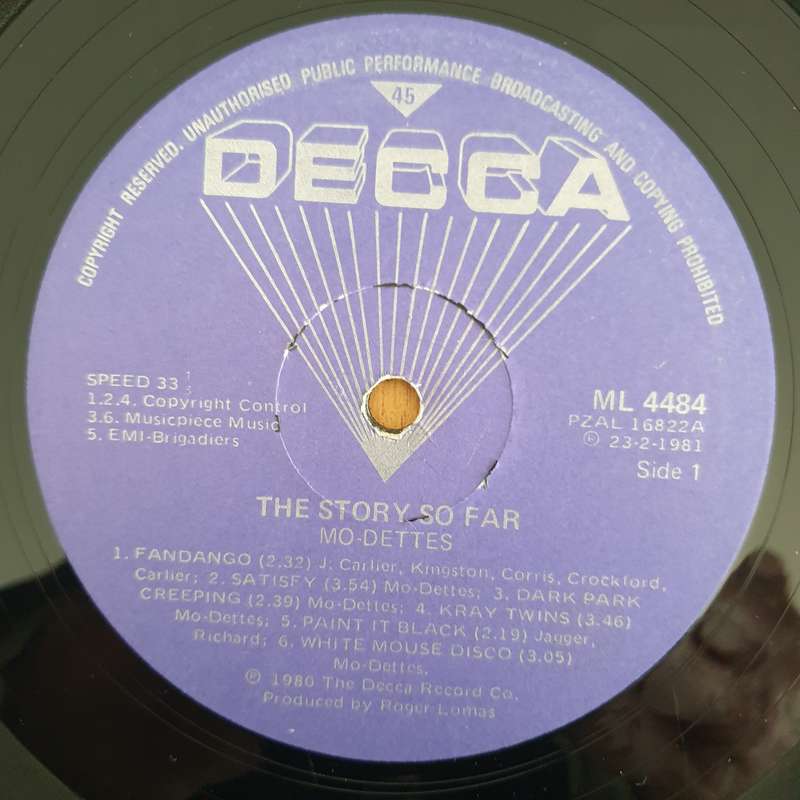 COPYRIGHT RESERVED. UNAUTHORISED PUBLIC PERFORMANCE BROADCASTING AND COPYING PROHIBITED
45
DECCA
SPEED 33 1/3
1.2.4. Copyright Control
3.6. Musicpiece Music
5. EMI-Brigadiers
ML 4484
PZAL 16822A
℗ 23-2-1981
Side 1
THE STORY SO FAR
MO-DETTES
1. FANDANGO (2.32) J. Carlier, Kingston, Corris, Crockford,
Carlier; 2. SATISFY (3.54) Mo-Dettes; 3. DARK PARK
CREEPING (2.39) Mo-Dettes; 4. KRAY TWINS (3.46)
Mo-Dettes; 5. PAINT IT BLACK (2.19) Jagger,
Richard; 6. WHITE MOUSE DISCO (3.05)
Mo-Dettes.
℗ 1980 The Decca Record Co.
Produced by Roger Lomas